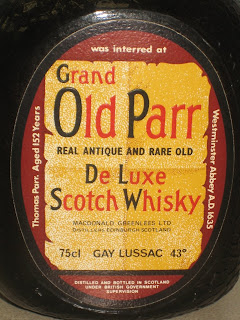 was interred at
Thomas Parr. Aged 152 Years
Westminster Abbey A.D. 1635
Grand
Old Parr
REAL ANTIQUE AND RARE OLD
De Luxe
Scotch Whisky
MACDONALD GREENLEES LTD
DISTILLERS EDINBURGH SCOTLAND
75cl GAY LUSSAC 43°
DISTILLED AND BOTTLED IN SCOTLAND
UNDER BRITISH GOVERNMENT
SUPERVISION